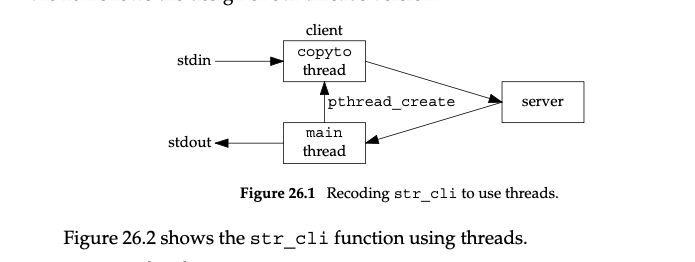 client
stdin
copyto
thread
pthread_create
server
stdout
main
thread
Figure 26.1 Recoding str_cli to use threads.
Figure 26.2 shows the str_cli function using threads.